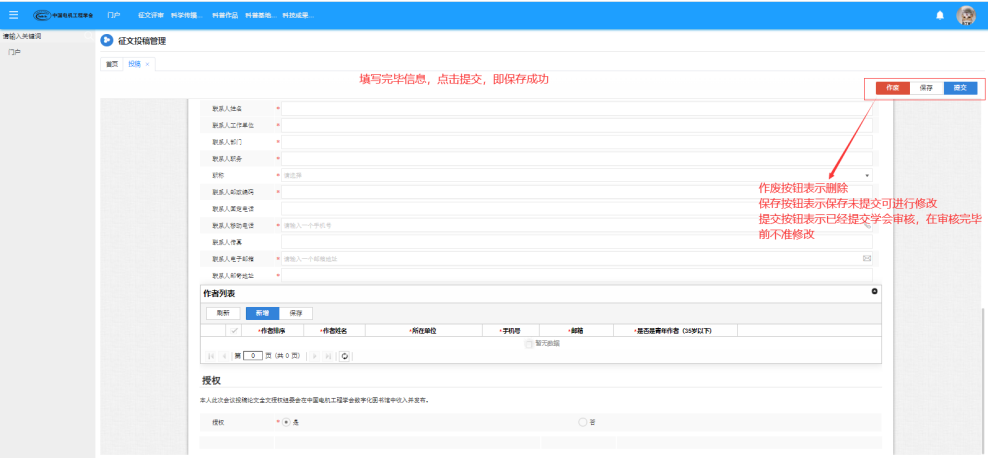 中国电机工程学会 门户 征文评审 科学传播... 科普作品 科普基地... 科技成果...
请输入关键词
门户
征文投稿管理
首页 投稿 ×
填写完毕信息，点击提交，即保存成功
作废 保存 提交
联系人姓名 *
联系人工作单位 *
联系人部门 *
联系人职务 *
职称 * 请选择
联系人邮政编码 *
联系人固定电话
联系人移动电话 * 请输入一个手机号
联系人传真
联系人电子邮箱 * 请输入一个邮箱地址
联系人邮寄地址 *
作废按钮表示删除
保存按钮表示保存未提交可进行修改
提交按钮表示已经提交学会审核，在审核完毕
前不准修改
作者列表
刷新 新增 保存
*作者排序 *作者姓名 *所在单位 *手机号 *邮箱 *是否是青年作者（35岁以下）
暂无数据
第 0 页（共 0 页）
授权
本人此次会议投稿论文全文授权组委会在中国电机工程学会数字化图书馆中收入并发布。
授权 * 是 否